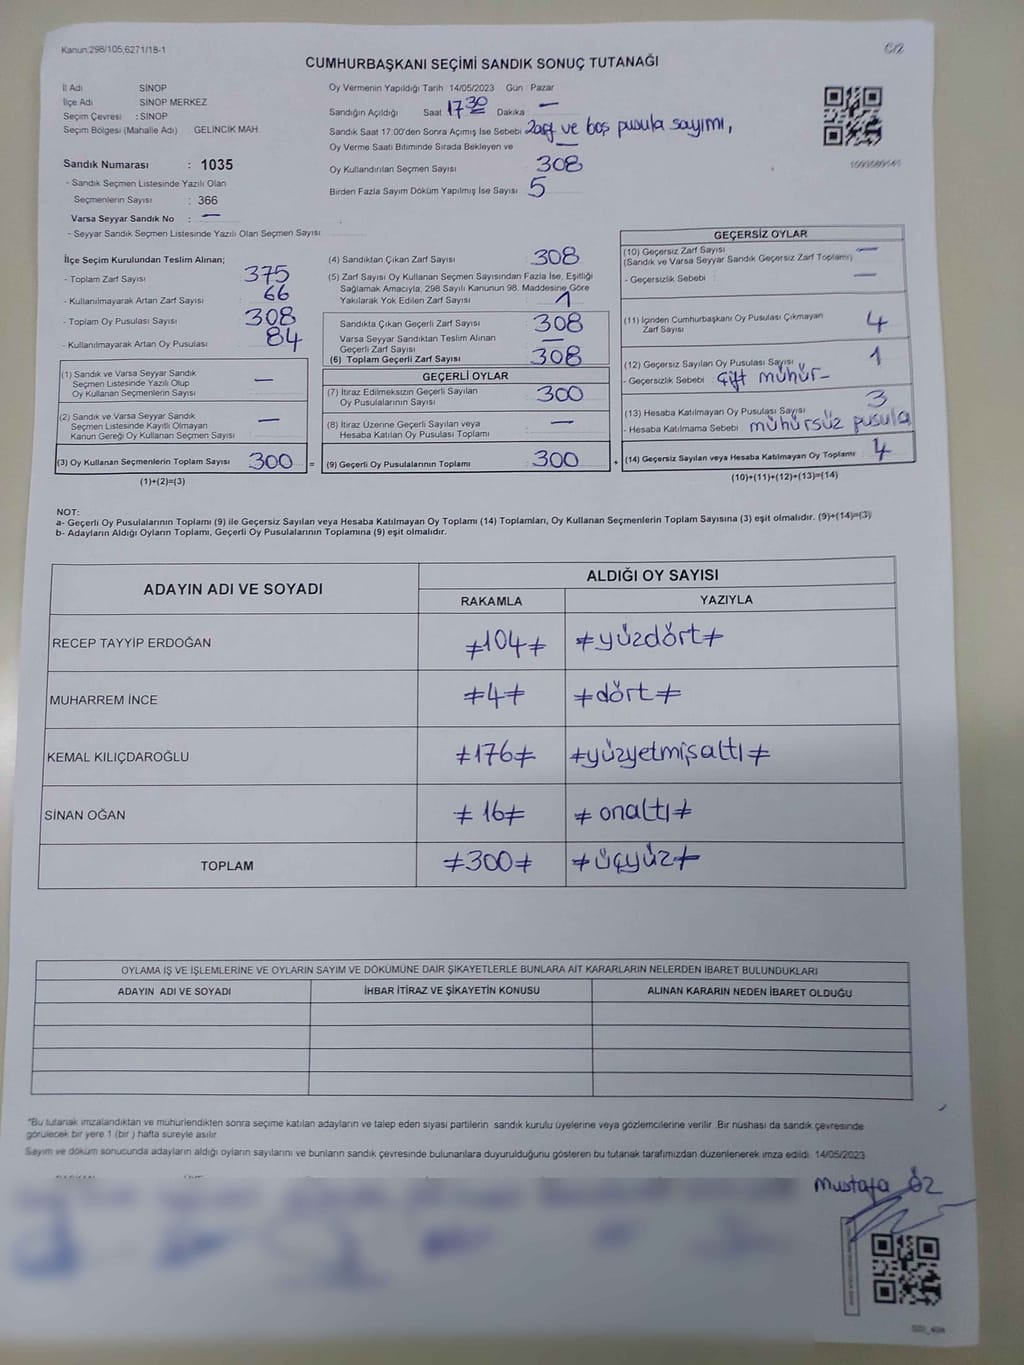 Kanun:298/105,6271/18-1
C/2
CUMHURBAŞKANI SEÇİMİ SANDIK SONUÇ TUTANAĞI
İl Adı SİNOP
İlçe Adı SİNOP MERKEZ
Seçim Çevresi : SİNOP
Seçim Bölgesi (Mahalle Adı) : GELİNCİK MAH.
Sandık Numarası : 1035
- Sandık Seçmen Listesinde Yazılı Olan
Seçmenlerin Sayısı : 366
Varsa Seyyar Sandık No : —
- Seyyar Sandık Seçmen Listesinde Yazılı Olan Seçmen Sayısı
Oy Vermenin Yapıldığı Tarih 14/05/2023 Gün : Pazar
Sandığın Açıldığı Saat 17 30 Dakika : —
Sandık Saat 17:00'den Sonra Açımış İse Sebebi Zarf ve boş pusula sayımı,
Oy Verme Saati Bitiminde Sırada Bekleyen ve —
Oy Kullandırılan Seçmen Sayısı 308
Birden Fazla Sayım Döküm Yapılmış İse Sayısı 5
İlçe Seçim Kurulundan Teslim Alınan;
- Toplam Zarf Sayısı 375
- Kullanılmayarak Artan Zarf Sayısı : 66
- Toplam Oy Pusulası Sayısı 308
- Kullanılmayarak Artan Oy Pusulası : 84
(1) Sandık ve Varsa Seyyar Sandık
Seçmen Listesinde Yazılı Olup —
Oy Kullanan Seçmenlerin Sayısı
(2) Sandık ve Varsa Seyyar Sandık
Seçmen Listesinde Kayıtlı Olmayan —
Kanun Gereği Oy Kullanan Seçmen Sayısı
(3) Oy Kullanan Seçmenlerin Toplam Sayısı 300 =
(1)+(2)=(3)
(4) Sandıktan Çıkan Zarf Sayısı : 308
(5) Zarf Sayısı Oy Kullanan Seçmen Sayısından Fazla İse, Eşitliği
Sağlamak Amacıyla, 298 Sayılı Kanunun 98. Maddesine Göre
Yakılarak Yok Edilen Zarf Sayısı : 1
Sandıkta Çıkan Geçerli Zarf Sayısı : 308
Varsa Seyyar Sandıktan Teslim Alınan
Geçerli Zarf Sayısı —
(6) Toplam Geçerli Zarf Sayısı : 308
GEÇERLİ OYLAR
(7) İtiraz Edilmeksizin Geçerli Sayılan
Oy Pusulalarının Sayısı : 300
(8) İtiraz Üzerine Geçerli Sayılan veya
Hesaba Katılan Oy Pusulası Toplamı : —
(9) Geçerli Oy Pusulalarının Toplamı : 300 +
GEÇERSİZ OYLAR
(10) Geçersiz Zarf Sayısı —
(Sandık ve Varsa Seyyar Sandık Geçersiz Zarf Toplamı)
- Geçersizlik Sebebi : —
(11) İçinden Cumhurbaşkanı Oy Pusulası Çıkmayan
Zarf Sayısı 4
(12) Geçersiz Sayılan Oy Pusulası Sayısı 1
- Geçersizlik Sebebi : Çift mühür-
(13) Hesaba Katılmayan Oy Pusulası Sayısı 3
- Hesaba Katılmama Sebebi : mühürsüz pusula
(14) Geçersiz Sayılan veya Hesaba Katılmayan Oy Toplamı : 4
(10)+(11)+(12)+(13)=(14)
NOT:
a- Geçerli Oy Pusulalarının Toplamı (9) ile Geçersiz Sayılan veya Hesaba Katılmayan Oy Toplamı (14) Toplamları, Oy Kullanan Seçmenlerin Toplam Sayısına (3) eşit olmalıdır. (9)+(14)=(3)
b- Adayların Aldığı Oyların Toplamı, Geçerli Oy Pusulalarının Toplamına (9) eşit olmalıdır.
ADAYIN ADI VE SOYADI
ALDIĞI OY SAYISI
RAKAMLA YAZIYLA
RECEP TAYYİP ERDOĞAN ≠104≠ ≠yüzdört≠
MUHARREM İNCE ≠4≠ ≠dört≠
KEMAL KILIÇDAROĞLU ≠176≠ ≠yüzyetmişaltı≠
SİNAN OĞAN ≠16≠ ≠onaltı≠
TOPLAM ≠300≠ ≠üçyüz≠
OYLAMA İŞ VE İŞLEMLERİNE VE OYLARIN SAYIM VE DÖKÜMÜNE DAİR ŞİKAYETLERLE BUNLARA AİT KARARLARIN NELERDEN İBARET BULUNDUKLARI
ADAYIN ADI VE SOYADI İHBAR İTİRAZ VE ŞİKAYETİN KONUSU ALINAN KARARIN NEDEN İBARET OLDUĞU
*Bu tutanak imzalandıktan ve mühürlendikten sonra seçime katılan adayların ve talep eden siyasi partilerin sandık kurulu üyelerine veya gözlemcilerine verilir .Bir nüshası da sandık çevresinde
görülecek bir yere 1 (bir ) hafta süreyle asılır.
Sayım ve döküm sonucunda adayların aldığı oyların sayılarını ve bunların sandık çevresinde bulunanlara duyurulduğunu gösteren bu tutanak tarafımızdan düzenlenerek imza edildi. 14/05/2023
Mustafa Öz